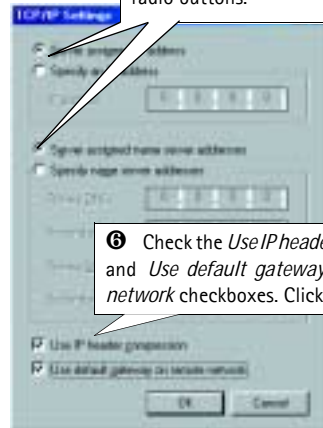 radio buttons.
TCP/IP Settings
Server assigned IP address
Specify an IP address
Server assigned name server addresses
Specify name server addresses
❻ Check the Use IP heade
and Use default gateway
network checkboxes. Click
Use IP header compression
Use default gateway on remote network
OK
Cancel